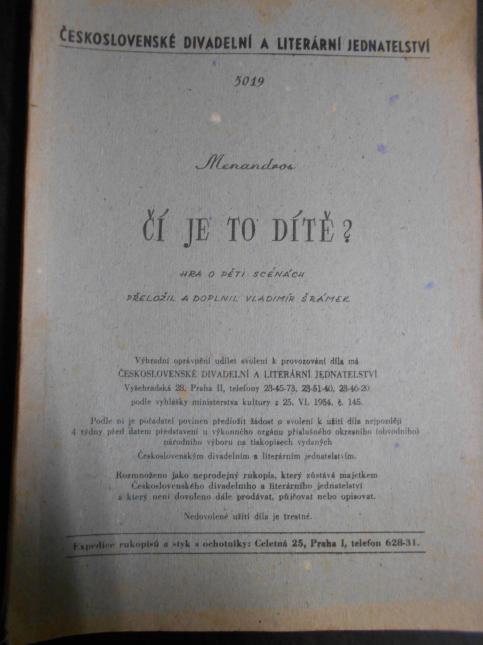 ČESKOSLOVENSKÉ DIVADELNÍ A LITERÁRNÍ JEDNATELSTVÍ
5019
Menandros
ČÍ JE TO DÍTĚ?
HRA O PĚTI SCÉNÁCH
PŘELOŽIL A DOPLNIL VLADIMÍR ŠRÁMEK
Výhradní oprávnění udílet svolení k provozování díla má
ČESKOSLOVENSKÉ DIVADELNÍ A LITERÁRNÍ JEDNATELSTVÍ
Vyšehradská 28, Praha II, telefony 23-45-73, 23-51-40, 23-46-20
podle vyhlášky ministerstva kultury z 25. VI. 1954, č. 145.
Podle ní je pořadatel povinen předložit žádost o svolení k užití díla nejpozději
4 týdny před datem představení u výkonného orgánu příslušného okresního (obvodního)
národního výboru na tiskopisech vydaných
Československým divadelním a literárním jednatelstvím.
Rozmnoženo jako neprodejný rukopis, který zůstává majetkem
Československého divadelního a literárního jednatelství
a který není dovoleno dále prodávat, půjčovat nebo opisovat.
Nedovolené užití díla je trestné.
Expedice rukopisů a styk s ochotníky: Celetná 25, Praha I, telefon 628-31.